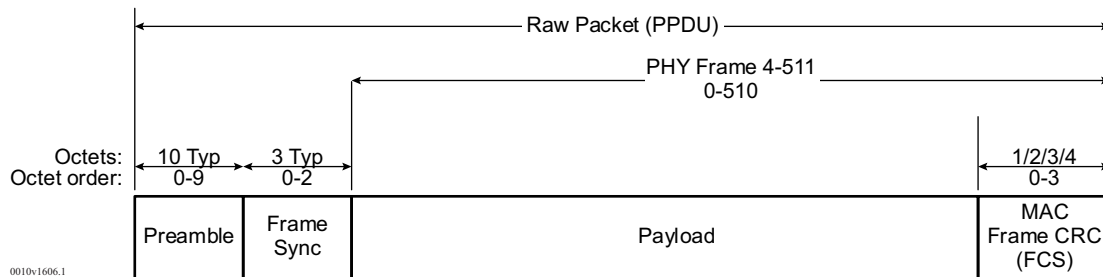 Raw Packet (PPDU)
PHY Frame 4-511
0-510
Octets: 10 Typ 3 Typ 1/2/3/4
Octet order: 0-9 0-2 0-3
Preamble
Frame
Sync
Payload
MAC
Frame CRC
(FCS)
0010v1606.1